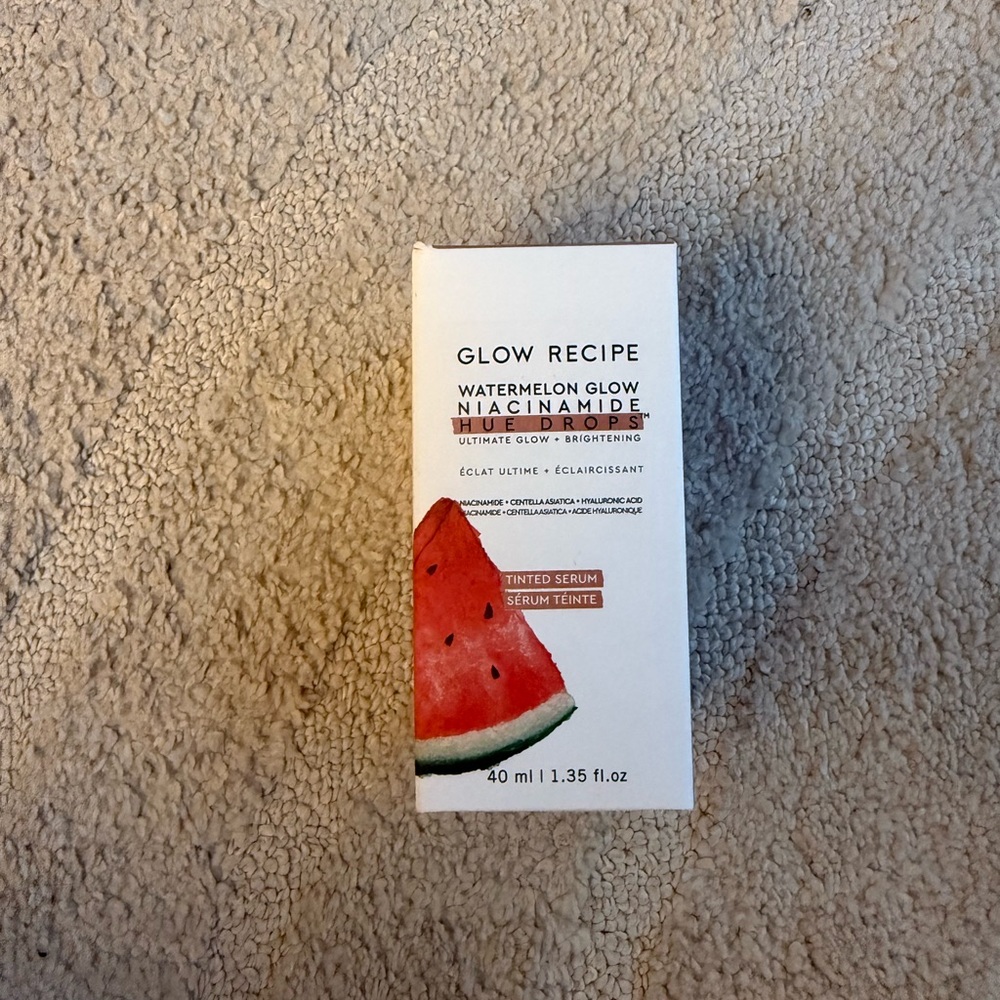 GLOW RECIPE
WATERMELON GLOW
NIACINAMIDE
HUE DROPS™
ULTIMATE GLOW + BRIGHTENING
ÉCLAT ULTIME + ÉCLAIRCISSANT
NIACINAMIDE + CENTELLA ASIATICA + HYALURONIC ACID
NIACINAMIDE + CENTELLA ASIATICA + ACIDE HYALURONIQUE
TINTED SERUM
SÉRUM TÉINTE
40 ml | 1.35 fl.oz